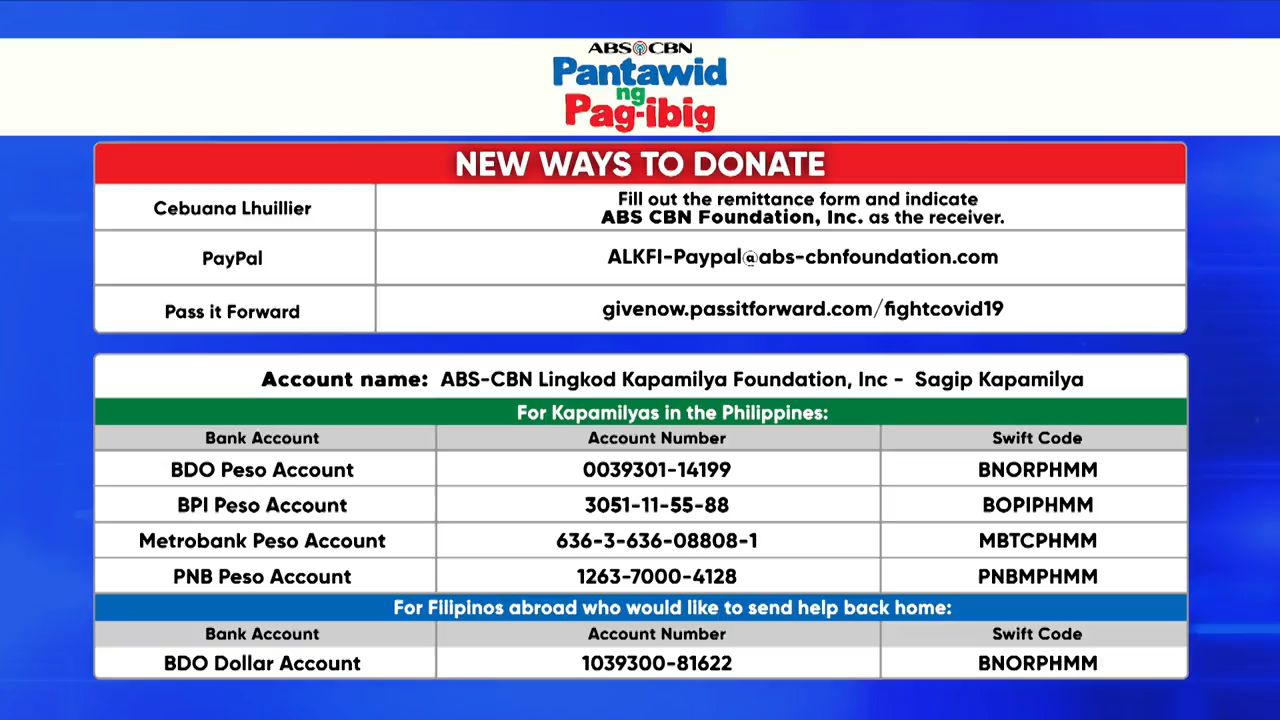 ABS CBN
Pantawid
ng
Pag-ibig
NEW WAYS TO DONATE
Cebuana Lhuillier
Fill out the remittance form and indicate
ABS CBN Foundation, Inc. as the receiver.
PayPal
ALKFI-Paypal@abs-cbnfoundation.com
Pass it Forward
givenow.passitforward.com/fightcovid19
Account name: ABS-CBN Lingkod Kapamilya Foundation, Inc - Sagip Kapamilya
For Kapamilyas in the Philippines:
Bank Account Account Number Swift Code
BDO Peso Account 0039301-14199 BNORPHMM
BPI Peso Account 3051-11-55-88 BOPIPHMM
Metrobank Peso Account 636-3-636-08808-1 MBTCPHMM
PNB Peso Account 1263-7000-4128 PNBMPHMM
For Filipinos abroad who would like to send help back home:
Bank Account Account Number Swift Code
BDO Dollar Account 1039300-81622 BNORPHMM